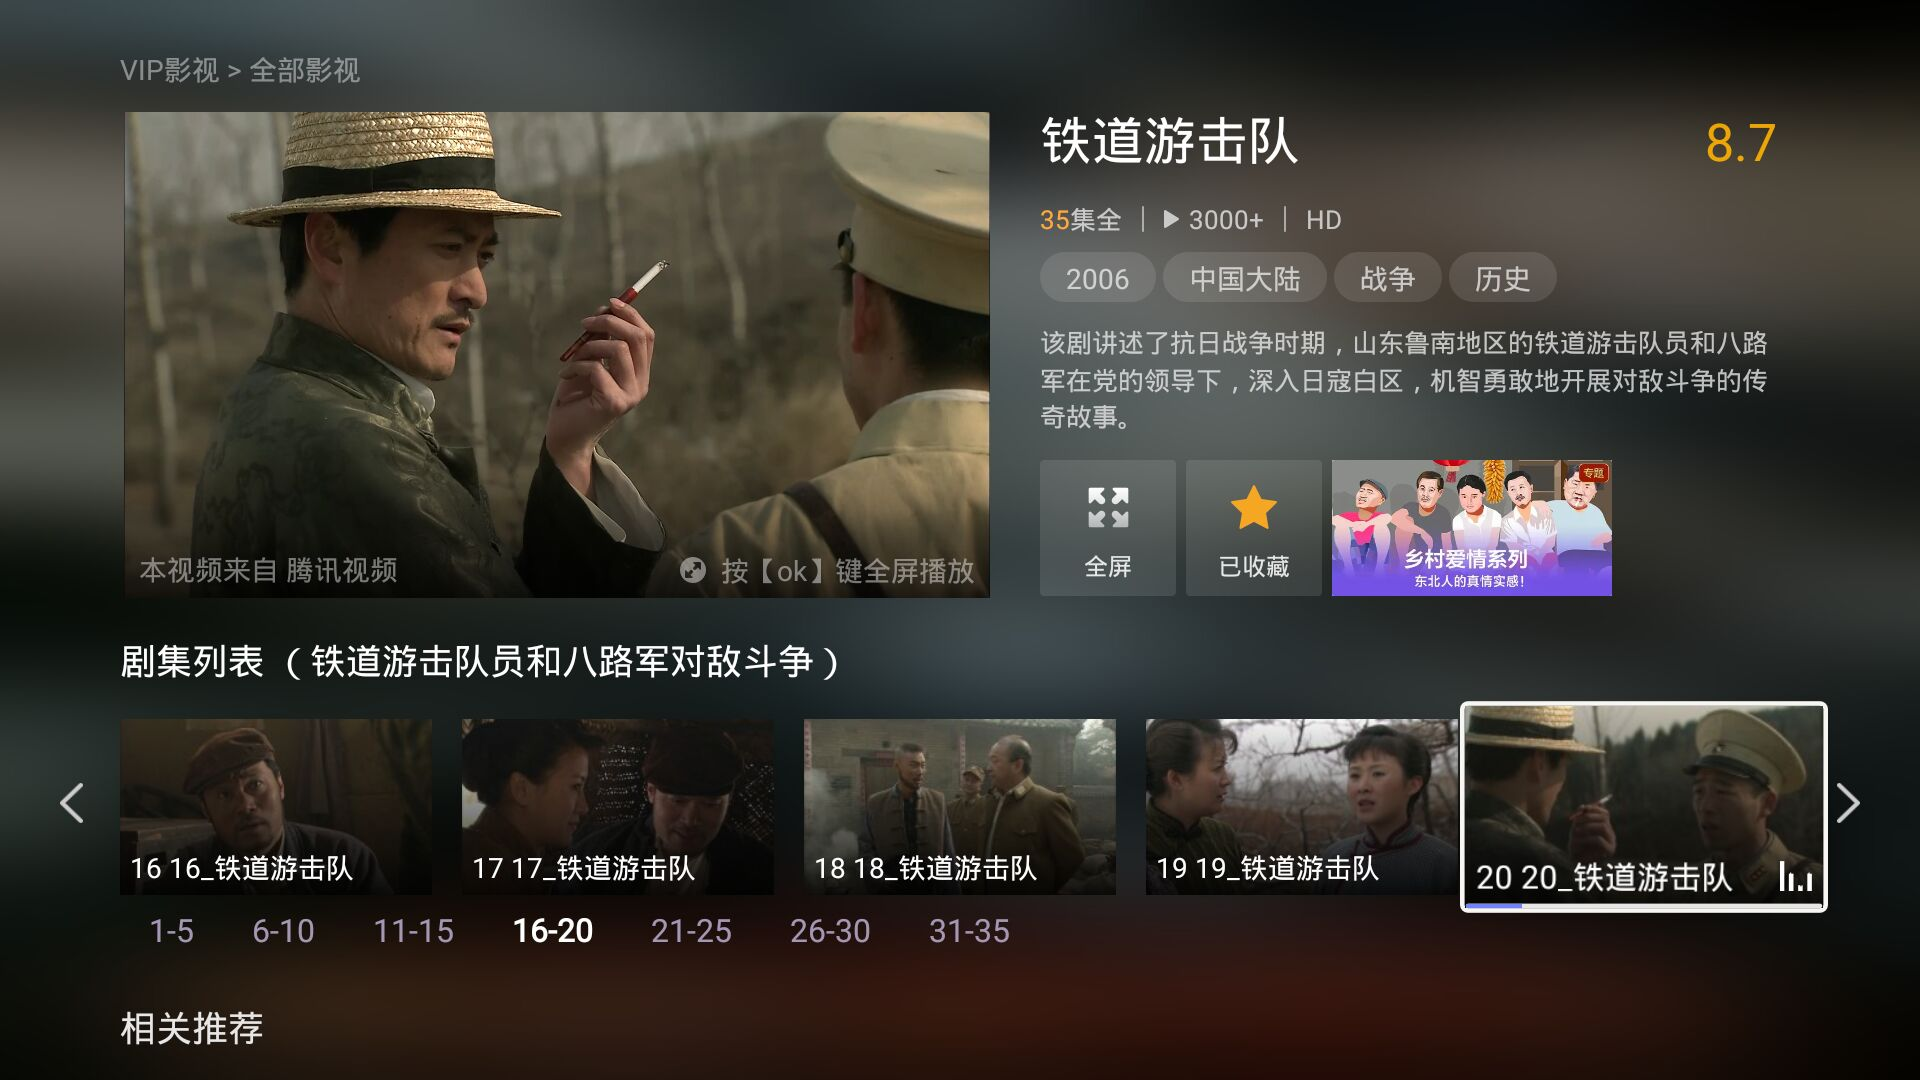 VIP影视 > 全部影视
铁道游击队
8.7
35集全 | ▶ 3000+ | HD
2006 中国大陆 战争 历史
该剧讲述了抗日战争时期，山东鲁南地区的铁道游击队员和八路
军在党的领导下，深入日寇白区，机智勇敢地开展对敌斗争的传
奇故事。
本视频来自 腾讯视频
按【ok】键全屏播放
全屏
已收藏
专题
乡村爱情系列
东北人的真情实感！
剧集列表 （铁道游击队员和八路军对敌斗争）
16 16_铁道游击队
17 17_铁道游击队
18 18_铁道游击队
19 19_铁道游击队
20 20_铁道游击队
1-5 6-10 11-15 16-20 21-25 26-30 31-35
相关推荐